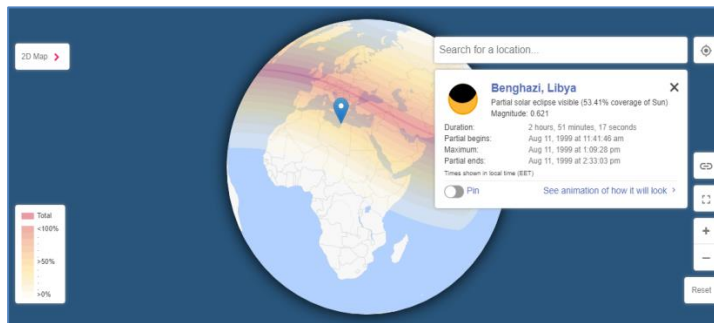 2D Map
Search for a location...
Benghazi, Libya
Partial solar eclipse visible (53.41% coverage of Sun)
Magnitude: 0.621
Duration: 2 hours, 51 minutes, 17 seconds
Partial begins: Aug 11, 1999 at 11:41:46 am
Maximum: Aug 11, 1999 at 1:09:28 pm
Partial ends: Aug 11, 1999 at 2:33:03 pm
Times shown in local time (EET)
Pin See animation of how it will look
Total
<100%
>50%
>0%
Reset